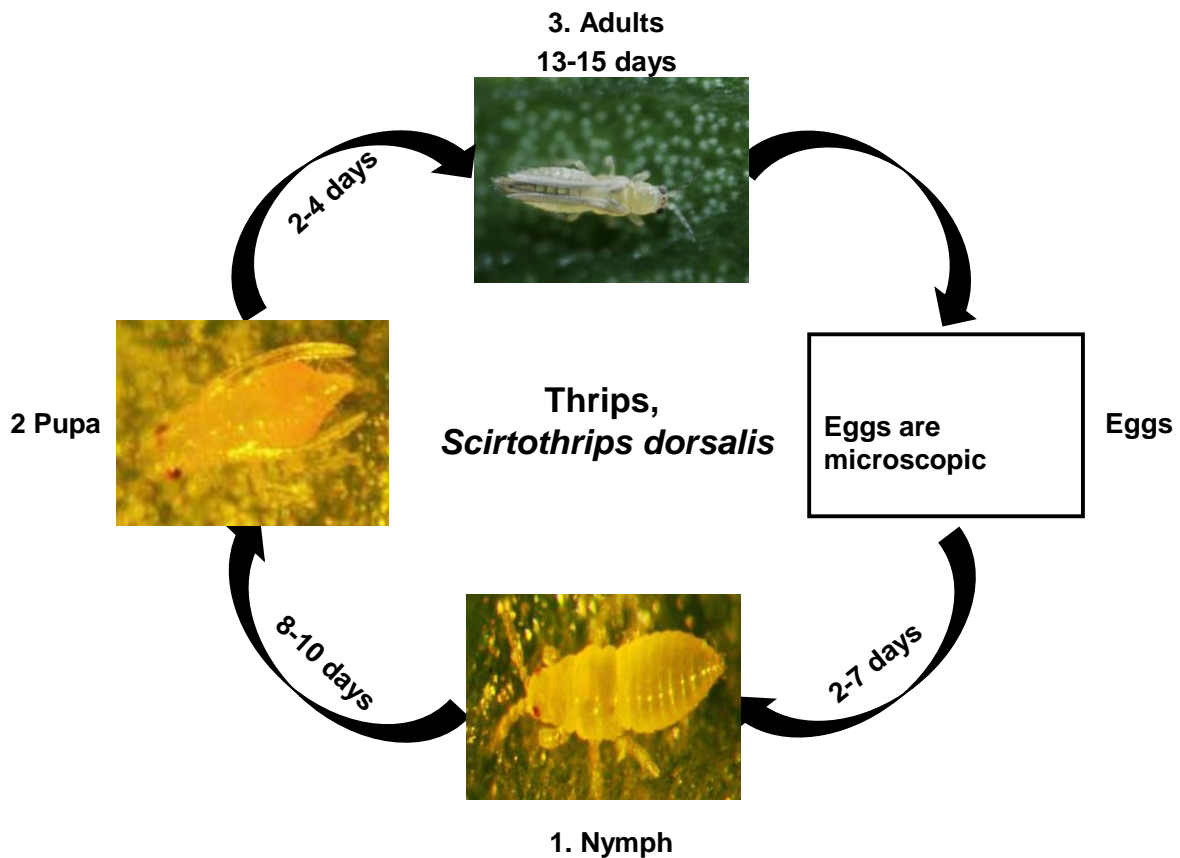 3. Adults
13-15 days
2-4 days
2 Pupa
Thrips,
Scirtothrips dorsalis
Eggs are
microscopic
Eggs
8-10 days
2-7 days
1. Nymph